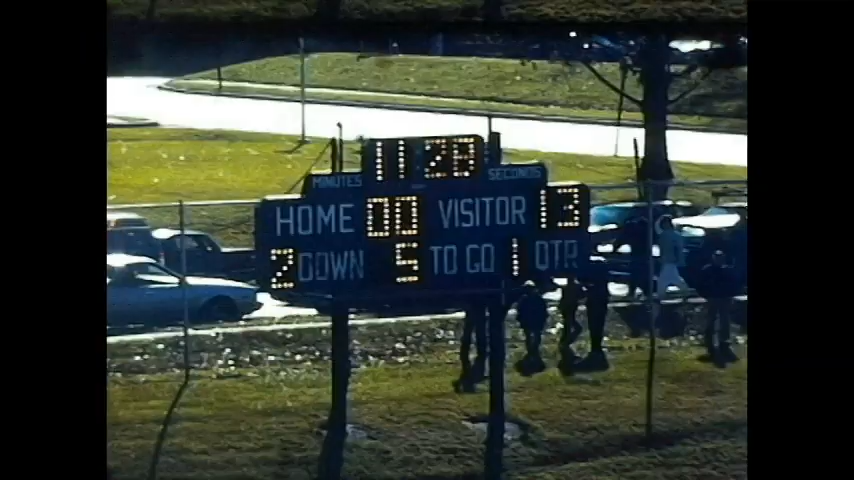 11 28
MINUTES SECONDS
HOME 00 VISITOR 13
2 DOWN 5 TO GO 1 QTR